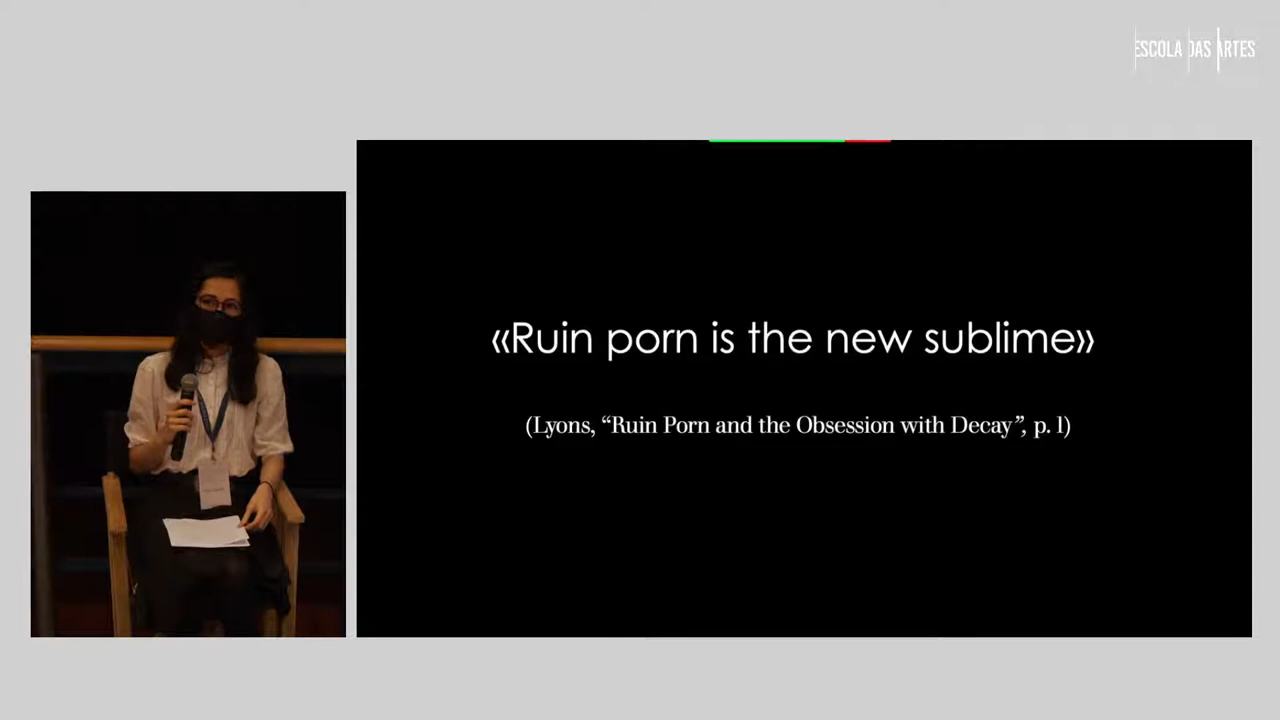 ESCOLA DAS ARTES
«Ruin porn is the new sublime»
(Lyons, “Ruin Porn and the Obsession with Decay”, p. 1)